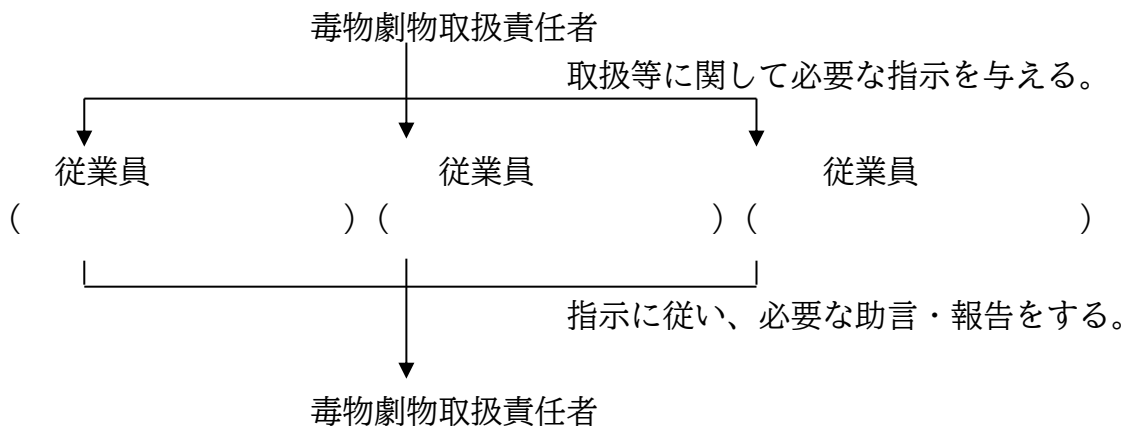 毒物劇物取扱責任者
取扱等に関して必要な指示を与える。
従業員 従業員 従業員
（ ）（ ）（ ）
指示に従い、必要な助言・報告をする。
毒物劇物取扱責任者